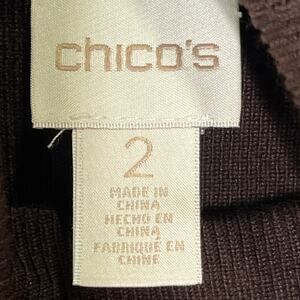 chico's
2
MADE IN
CHINA
HECHO EN
CHINA
FABRIQUÉ EN
CHINE